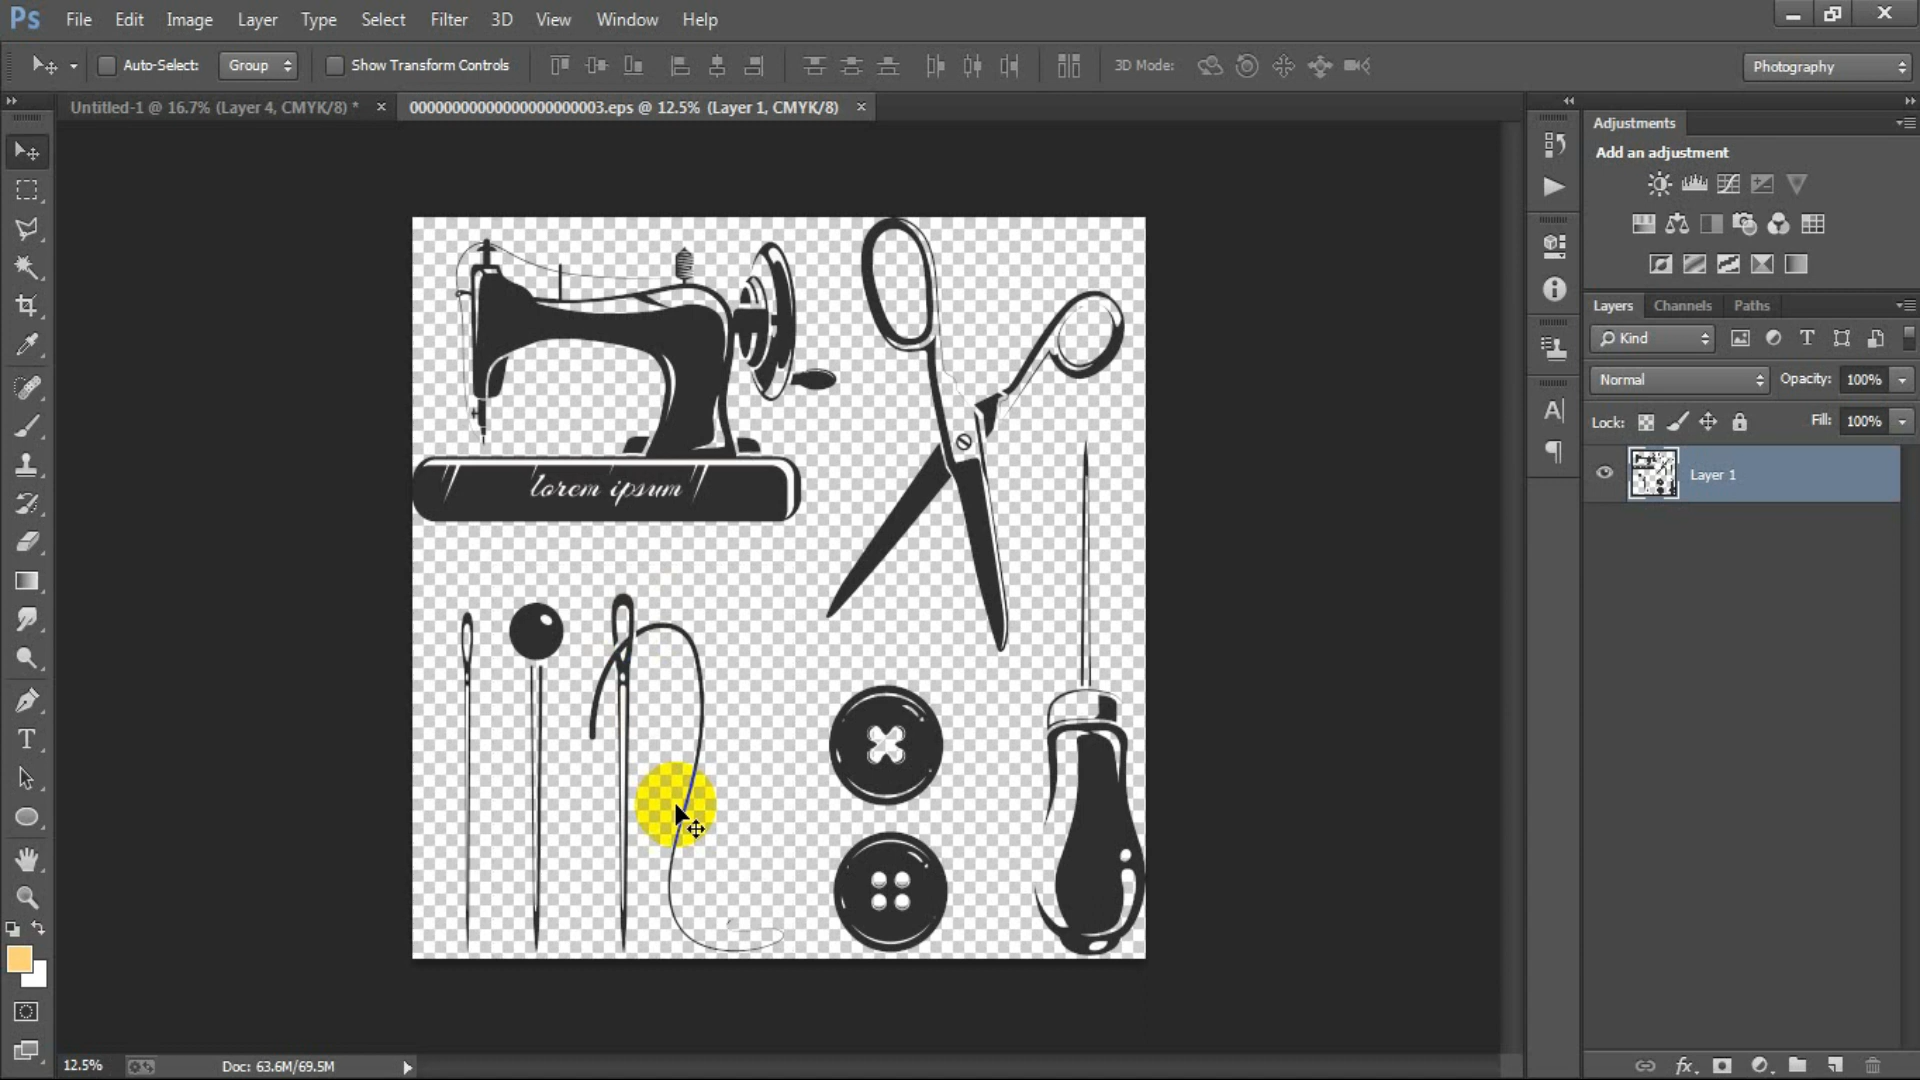 Ps File Edit Image Layer Type Select Filter 3D View Window Help
Auto-Select: Group Show Transform Controls 3D Mode: Photography
Untitled-1 @ 16.7% (Layer 4, CMYK/8) * × 00000000000000000000003.eps @ 12.5% (Layer 1, CMYK/8) ×
Adjustments
Add an adjustment
Layers Channels Paths
Kind
Normal Opacity: 100%
Lock: Fill: 100%
Layer 1
lorem ipsum
12.5% Doc: 63.6M/69.5M